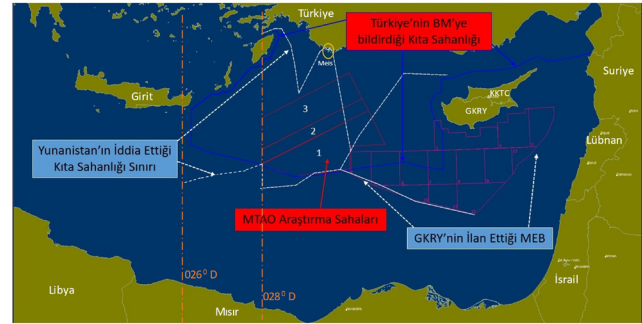 Türkiye
Türkiye'nin BM'ye
bildirdiği Kıta Sahanlığı
Suriye
Meis
Girit
KKTC
GKRY
3
2
1
Lübnan
Yunanistan'ın İddia Ettiği
Kıta Sahanlığı Sınırı
MTAO Araştırma Sahaları
GKRY'nin İlan Ettiği MEB
026⁰ D
028⁰ D
İsrail
Libya
Mısır